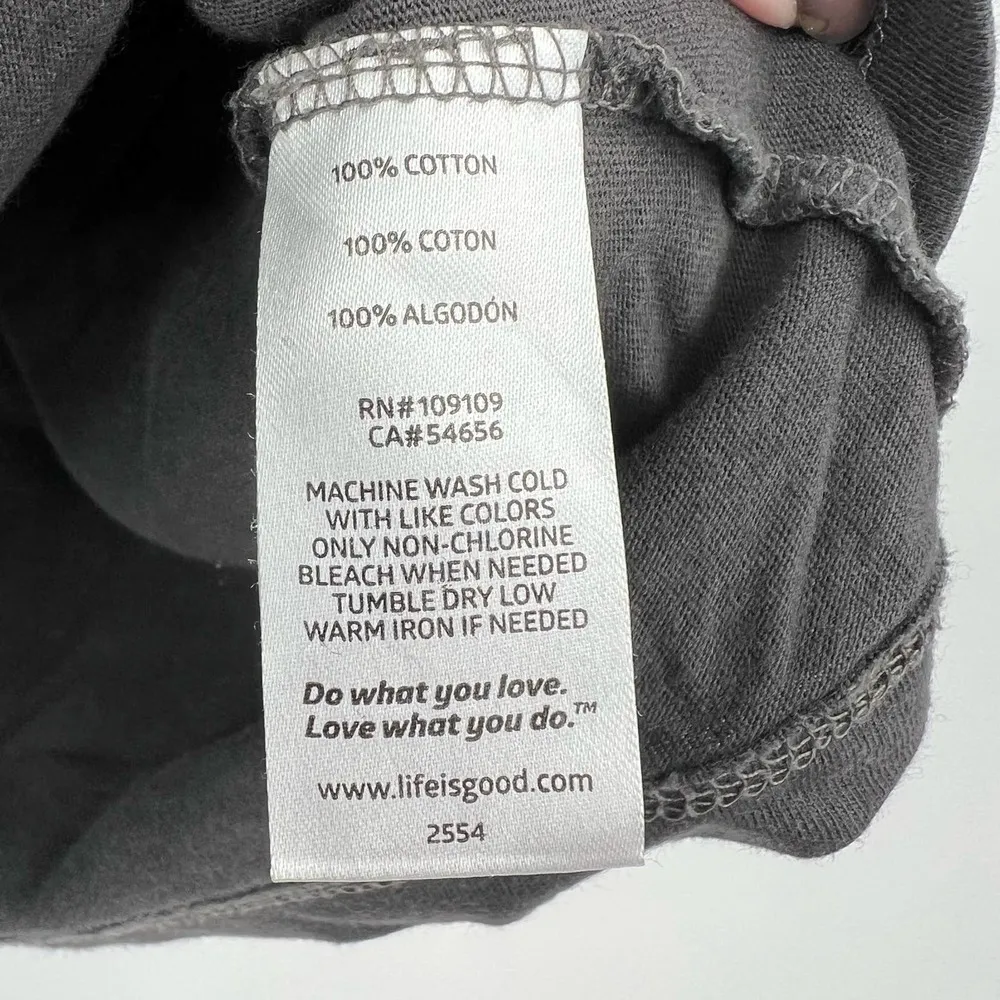 100% COTTON
100% COTON
100% ALGODÓN
RN#109109
CA#54656
MACHINE WASH COLD
WITH LIKE COLORS
ONLY NON-CHLORINE
BLEACH WHEN NEEDED
TUMBLE DRY LOW
WARM IRON IF NEEDED
Do what you love.
Love what you do.™
www.lifeisgood.com
2554